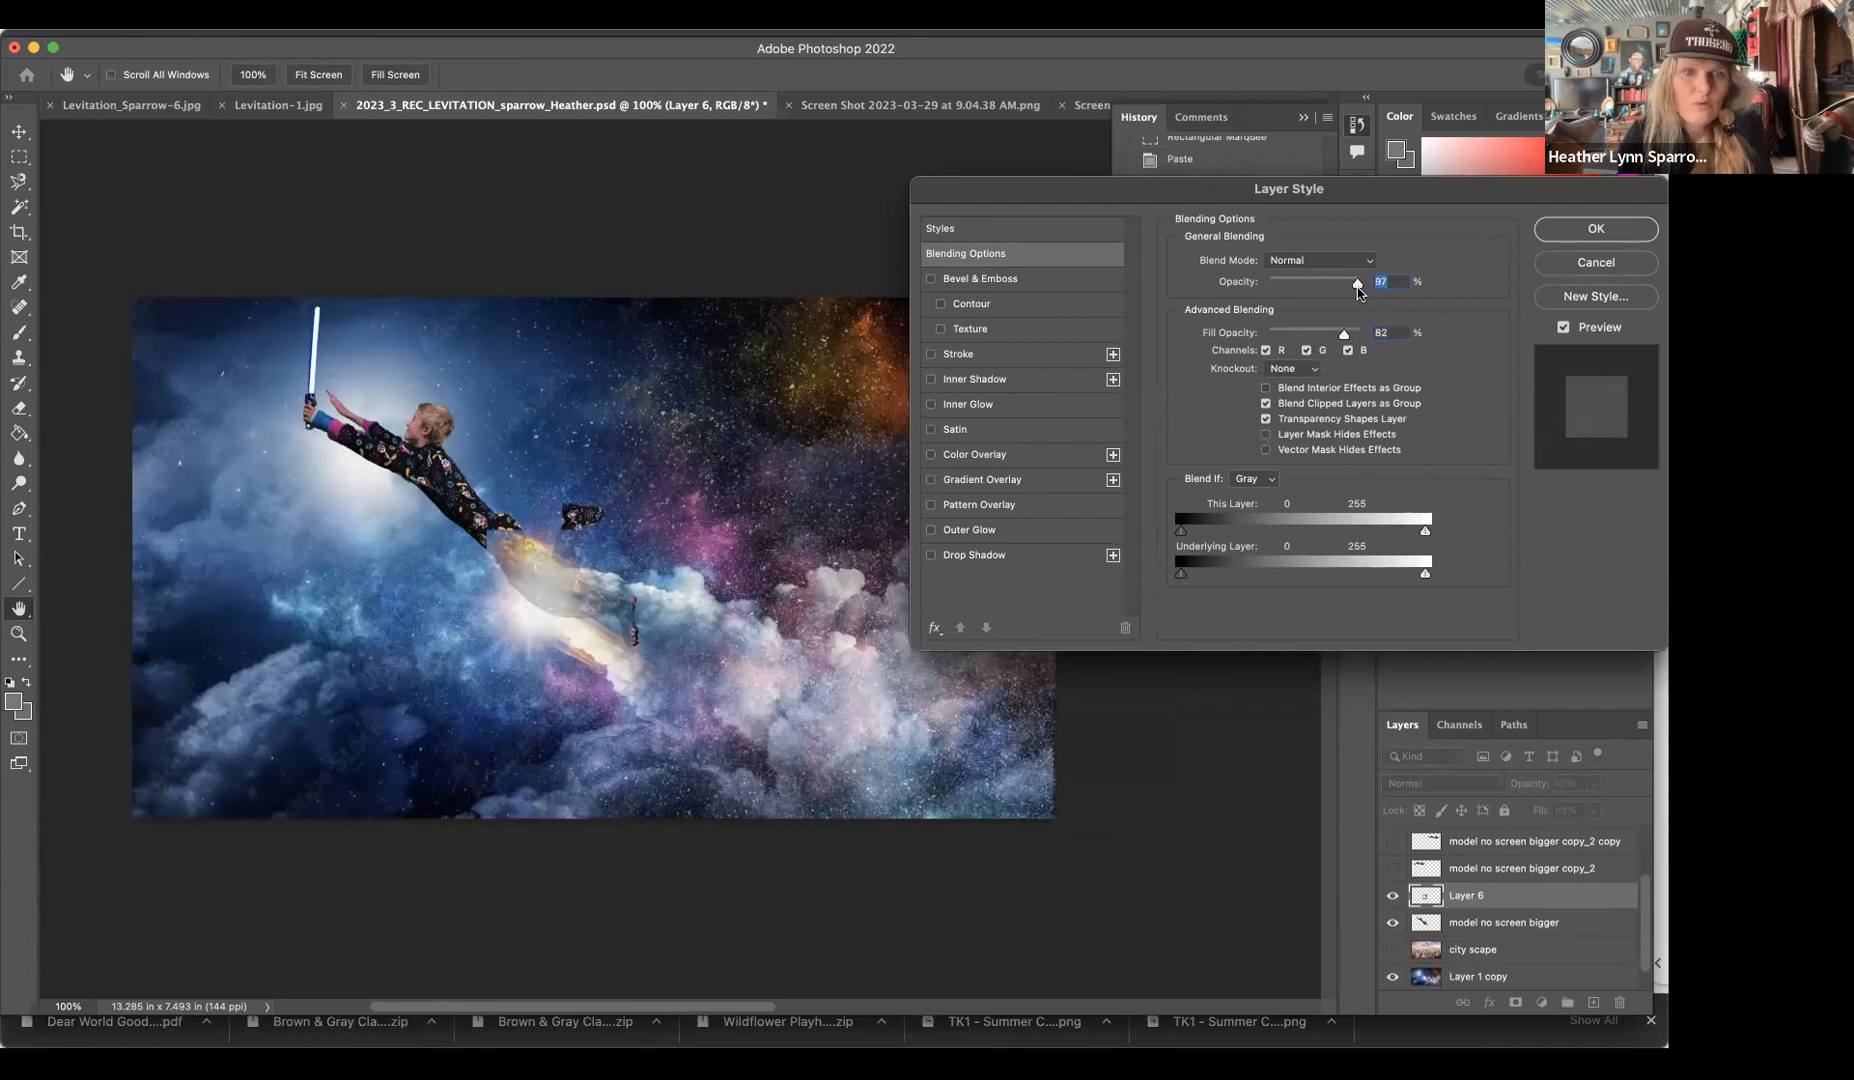 Adobe Photoshop 2022
THOREAU
Heather Lynn Sparro...
Scroll All Windows 100% Fit Screen Fill Screen
Levitation_Sparrow-6.jpg Levitation-1.jpg 2023_3_REC_LEVITATION_sparrow_Heather.psd @ 100% (Layer 6, RGB/8*) * Screen Shot 2023-03-29 at 9.04.38 AM.png Screen
History Comments
Rectangular Marquee
Paste
Color Swatches Gradients
Layer Style
Styles
Blending Options
Bevel & Emboss
Contour
Texture
Stroke
Inner Shadow
Inner Glow
Satin
Color Overlay
Gradient Overlay
Pattern Overlay
Outer Glow
Drop Shadow
fx
Blending Options
General Blending
Blend Mode: Normal
Opacity: 97 %
Advanced Blending
Fill Opacity: 82 %
Channels: R G B
Knockout: None
Blend Interior Effects as Group
Blend Clipped Layers as Group
Transparency Shapes Layer
Layer Mask Hides Effects
Vector Mask Hides Effects
Blend If: Gray
This Layer: 0 255
Underlying Layer: 0 255
OK
Cancel
New Style...
Preview
Layers Channels Paths
Kind
Normal Opacity:
Lock: Fill:
model no screen bigger copy_2 copy
model no screen bigger copy_2
Layer 6
model no screen bigger
city scape
Layer 1 copy
fx
100% 13.285 in x 7.493 in (144 ppi)
Dear World Good....pdf Brown & Gray Cla....zip Brown & Gray Cla....zip Wildflower Playh....zip TK1 - Summer C....png TK1 - Summer C....png Show All